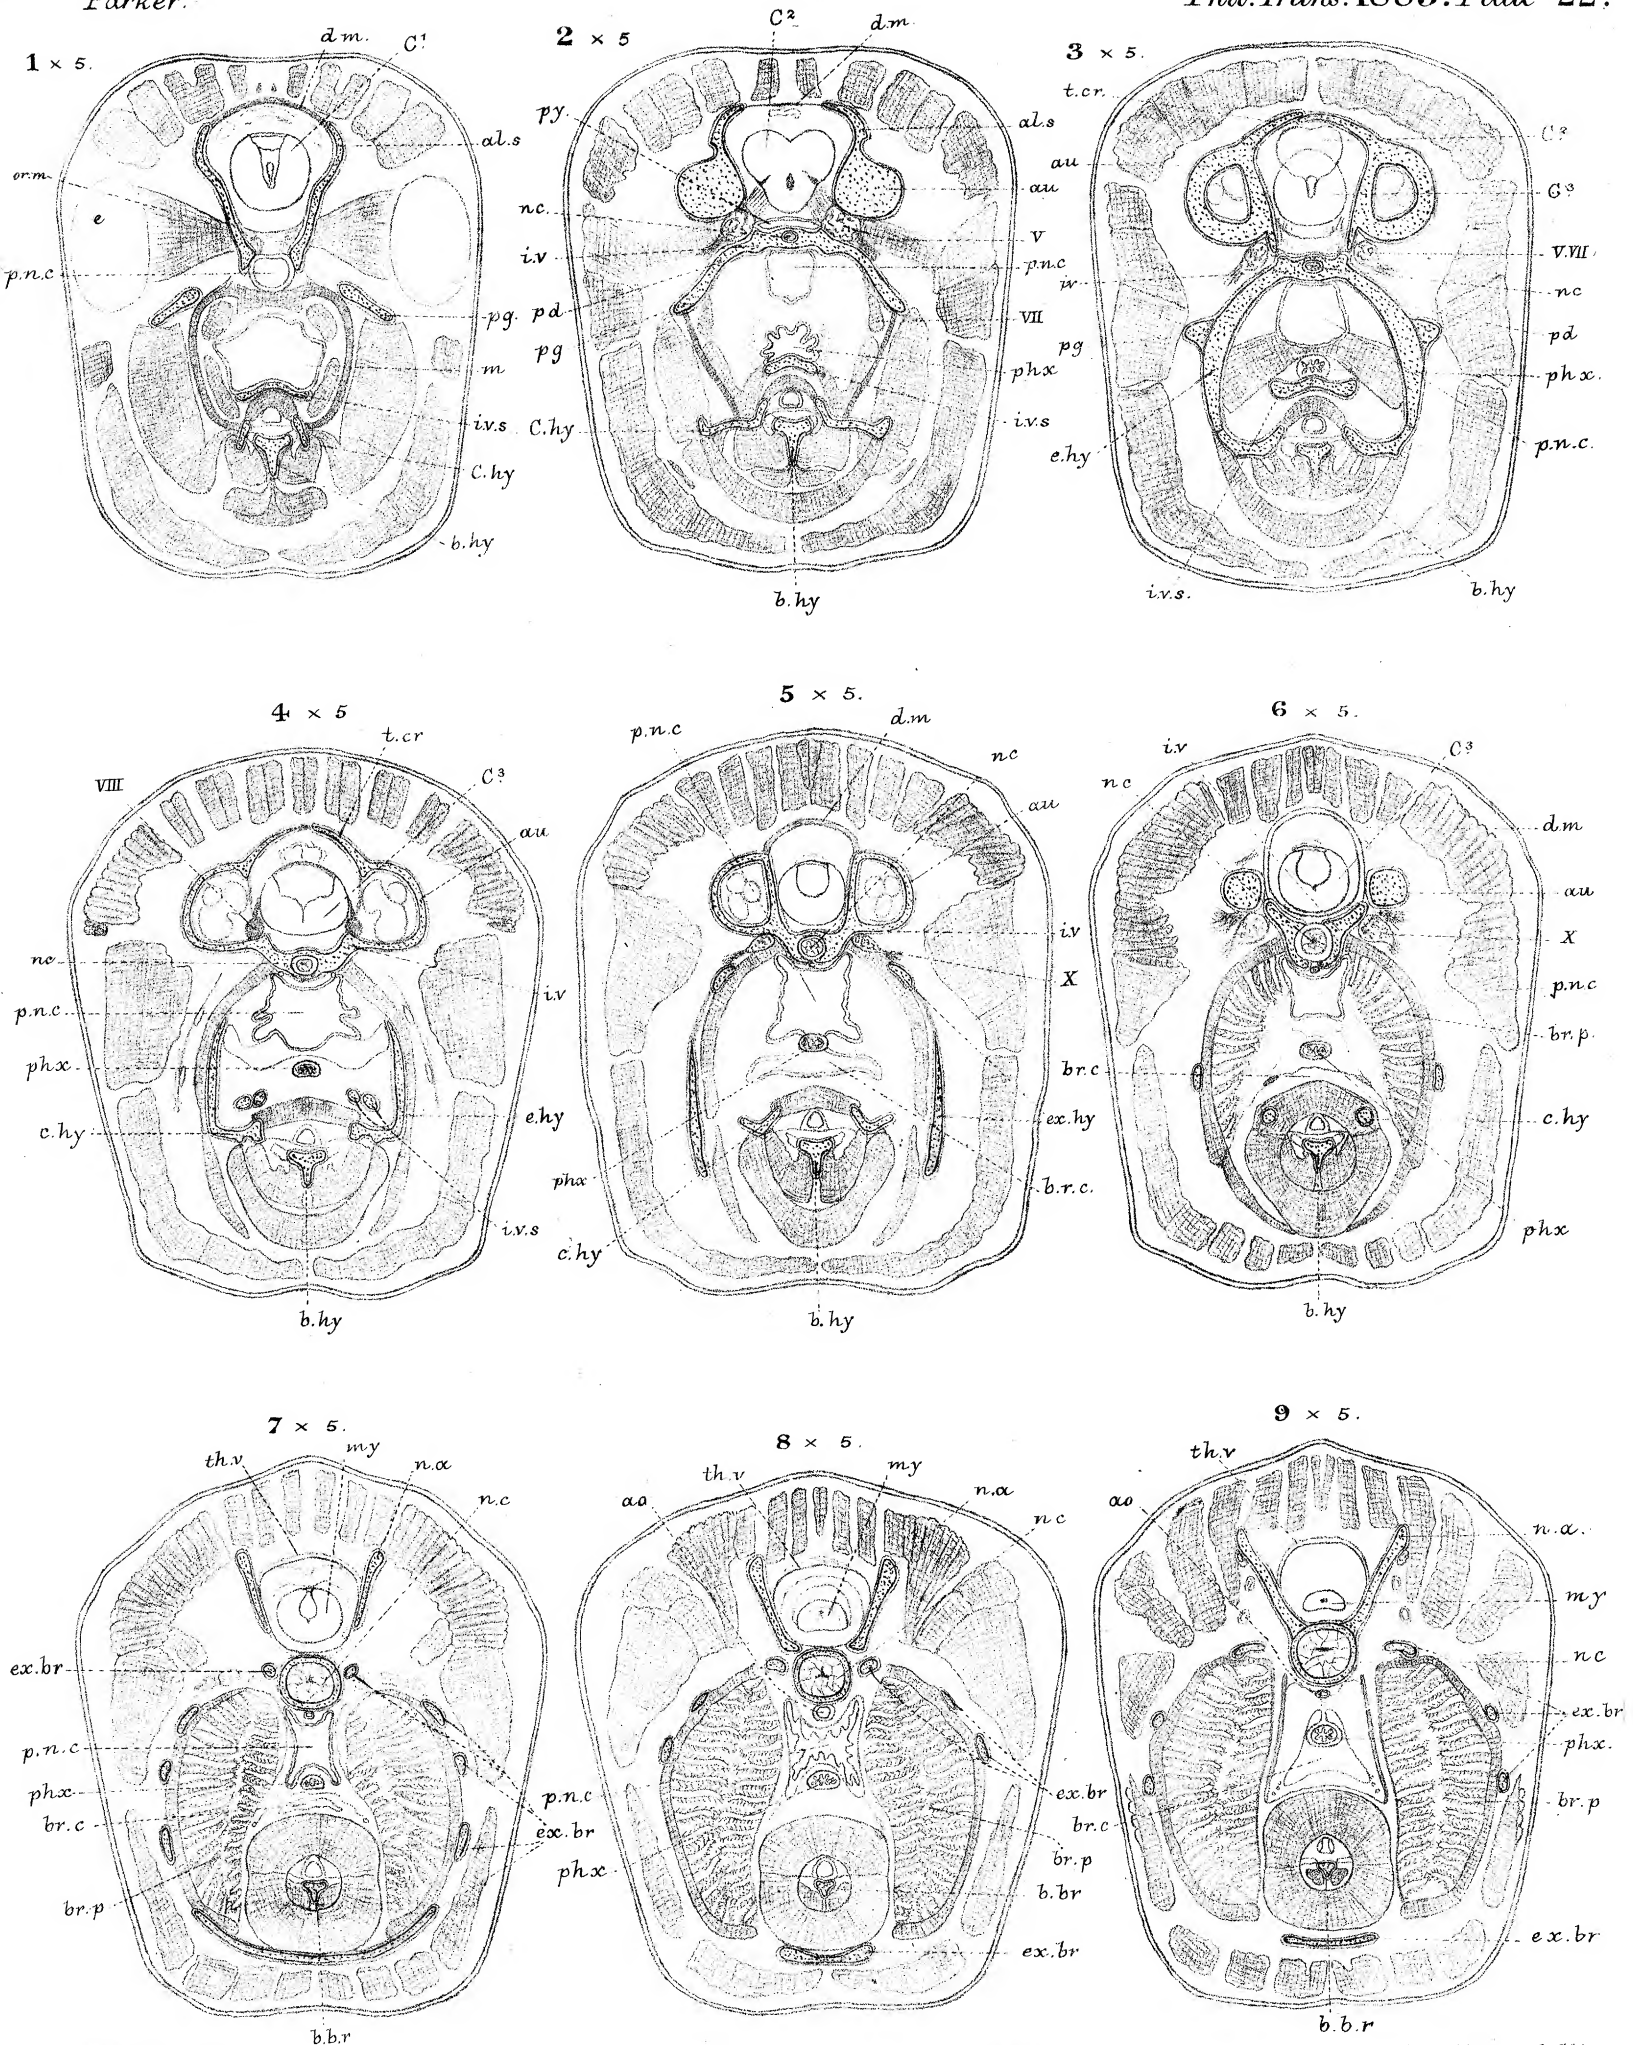 Parker.
Phil. Trans. 1883. Plate 22.
1 × 5.
d.m.
C¹
al.s
or.m
e
p.n.c
pg.
m
i.v.s
C.hy
b.hy
2 × 5
C²
d.m.
py
al.s
au
nc.
V
i.v
p.n.c
pd
VII
pg
phx
C.hy
i.v.s
b.hy
3 × 5.
t.cr.
C²
au
C³
V.VII
iv
nc
pd
pg
phx.
e.hy
p.n.c.
i.v.s.
b.hy
4 × 5
t.cr
VIII
C³
au
nc
i.v
p.n.c
phx
e.hy
c.hy
i.v.s
b.hy
5 × 5.
p.n.c
d.m
nc
au
i.v
X
ex.hy
phx
b.r.c.
c.hy
b.hy
6 × 5.
i.v
C³
nc
d.m
au
X
p.n.c
br.p.
br.c
c.hy
phx
b.hy
7 × 5.
th.v
my
n.a
n.c
ex.br
p.n.c
phx
br.c
ex.br
br.p
b.b.r
8 × 5.
th.v
my
ao
n.a
nc
p.n.c
ex.br
phx
br.p
b.br
ex.br
9 × 5.
th.v
ao
n.a.
my
nc
ex.br
phx.
br.p
br.c
ex.br
b.b.r